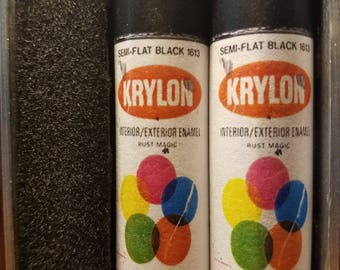 SEMI-FLAT BLACK 1613
KRYLON
INTERIOR/EXTERIOR ENAMEL
RUST MAGIC
SEMI-FLAT BLACK 1613
KRYLON
INTERIOR/EXTERIOR ENAMEL
RUST MAGIC